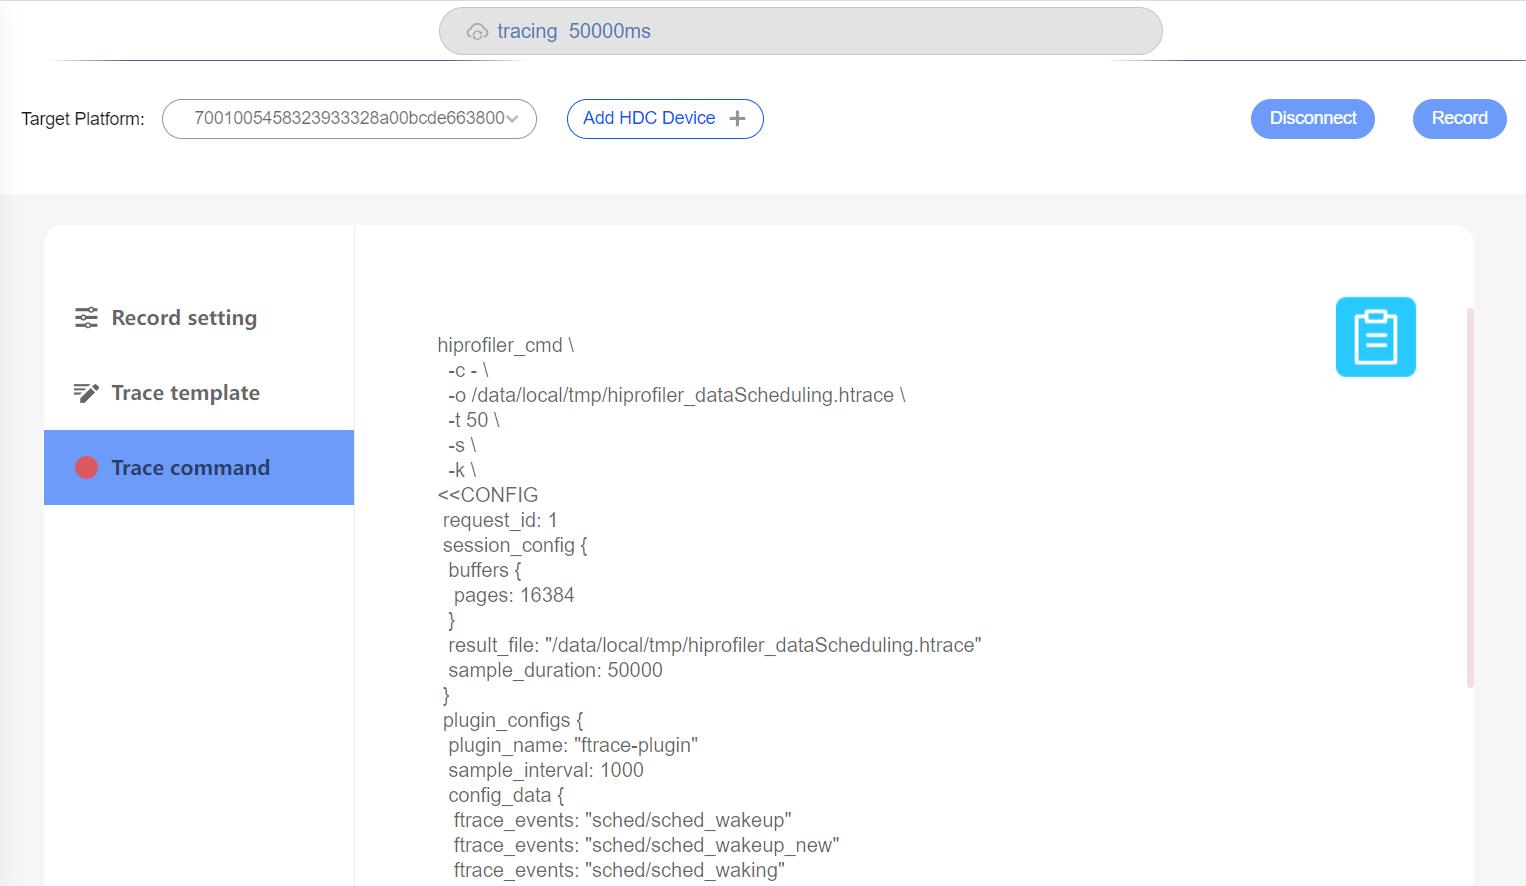 tracing 50000ms
Target Platform: 7001005458323933328a00bcde663800 Add HDC Device + Disconnect Record
Record setting
Trace template
Trace command
hiprofiler_cmd \
-c - \
-o /data/local/tmp/hiprofiler_dataScheduling.htrace \
-t 50 \
-s \
-k \
<<CONFIG
request_id: 1
session_config {
buffers {
pages: 16384
}
result_file: "/data/local/tmp/hiprofiler_dataScheduling.htrace"
sample_duration: 50000
}
plugin_configs {
plugin_name: "ftrace-plugin"
sample_interval: 1000
config_data {
ftrace_events: "sched/sched_wakeup"
ftrace_events: "sched/sched_wakeup_new"
ftrace_events: "sched/sched_waking"